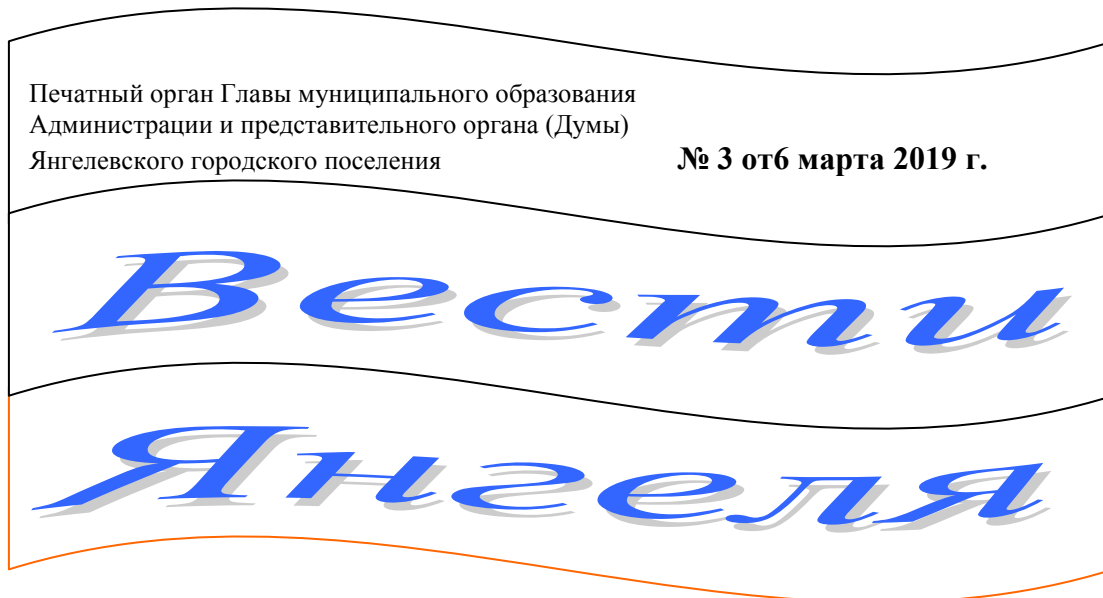 Печатный орган Главы муниципального образования
Администрации и представительного органа (Думы)
Янгелевского городского поселения № 3 от6 марта 2019 г.
Вести
Янгеля